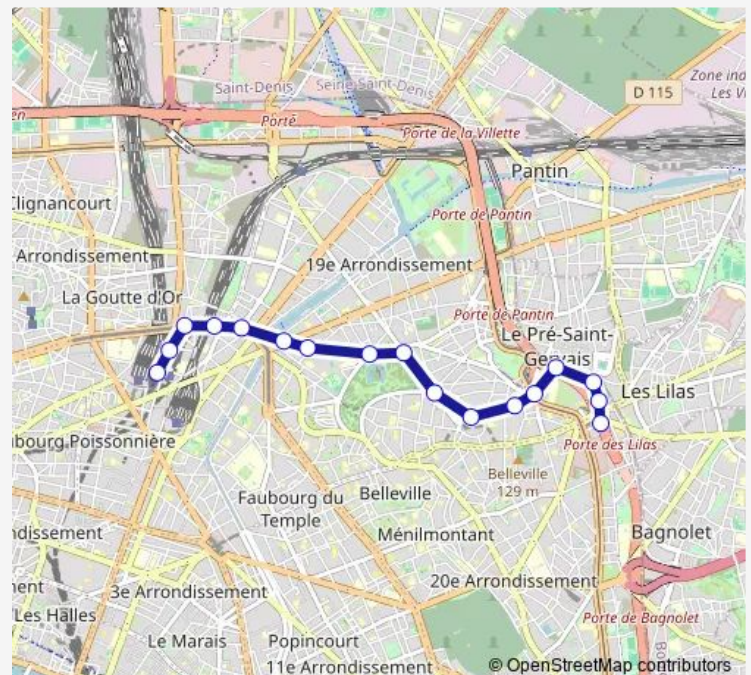 Saint-Denis
Seine-Saint-Denis
Zone ind
Les Vi
D 115
en
Porte
Porte de la Villette
Pantin
Clignancourt
Porte de Pantin
Arrondissement
19e Arrondissement
La Goutte d'Or
Porte de Pantin
Le Pré-Saint-
Gervais
Les Lilas
ubourg Poissonnière
Porte des Lilas
Belleville
129 m
Faubourg du
Temple
Belleville
ndissement
Ménilmontant
Bagnolet
ment
3e Arrondissement
20e Arrondissement
Les Halles
Porte de Bagnolet
Le Marais
Popincourt
11e Arrondissement
© OpenStreetMap contributors